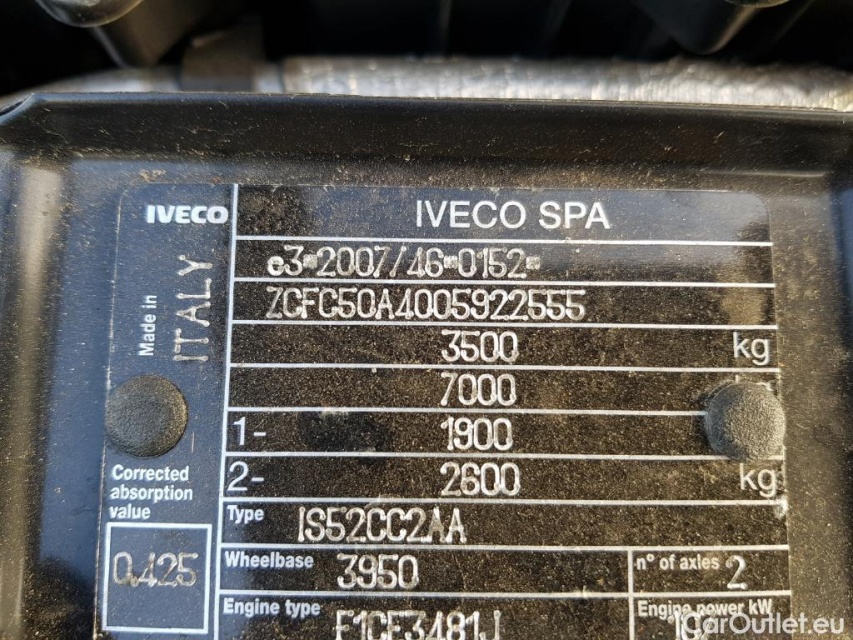 IVECO
IVECO SPA
Made in
ITALY
e3*2007/46*0152*
ZCFC50A4005922555
3500 kg
7000
1- 1900
2- 2600 kg
Corrected
absorption
value
0.425
Type IS52CC2AA
Wheelbase 3950
n° of axles 2
Engine type F1CE3481J
Engine power kW
CarOutlet.eu